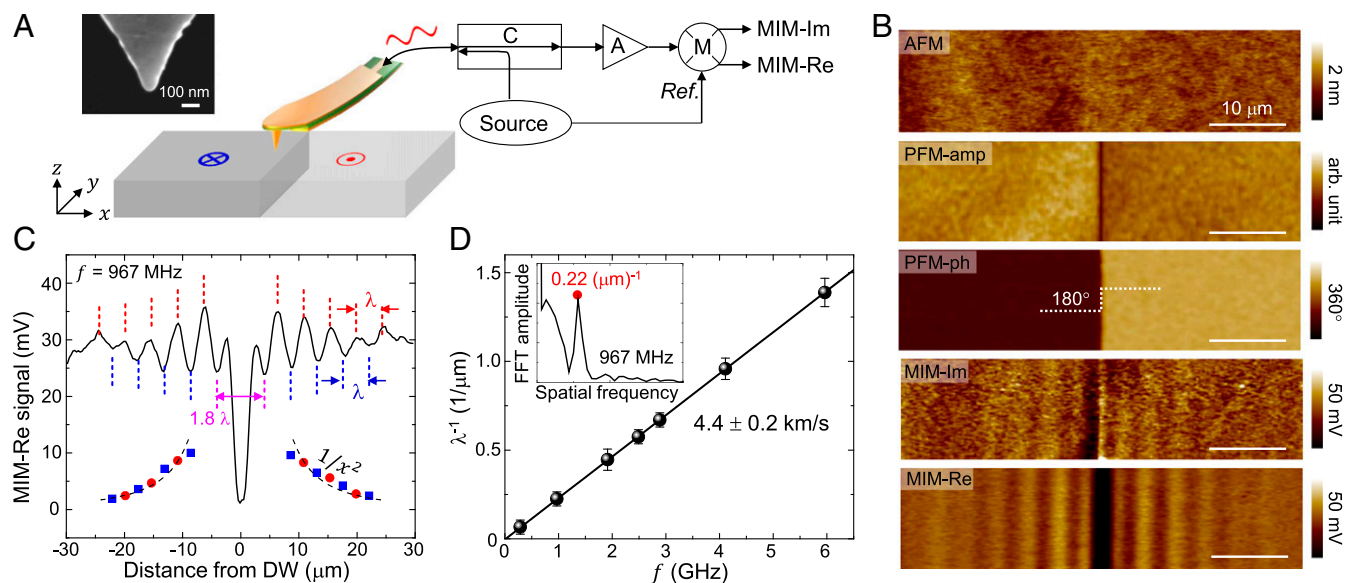 A
100 nm
C
A
M
MIM-Im
MIM-Re
Ref.
Source
z
y
x
B
AFM
10 μm
2 nm
PFM-amp
arb. unit
PFM-ph
180°
360°
MIM-Im
50 mV
MIM-Re
50 mV
C
f = 967 MHz
λ
λ
1.8 λ
1/x²
MIM-Re signal (mV)
40
30
20
10
0
-30
-20
-10
0
10
20
30
Distance from DW (μm)
D
0.22 (μm)⁻¹
FFT amplitude
967 MHz
Spatial frequency
4.4 ± 0.2 km/s
λ⁻¹ (1/μm)
1.5
1.0
0.5
0
0
1
2
3
4
5
6
f (GHz)